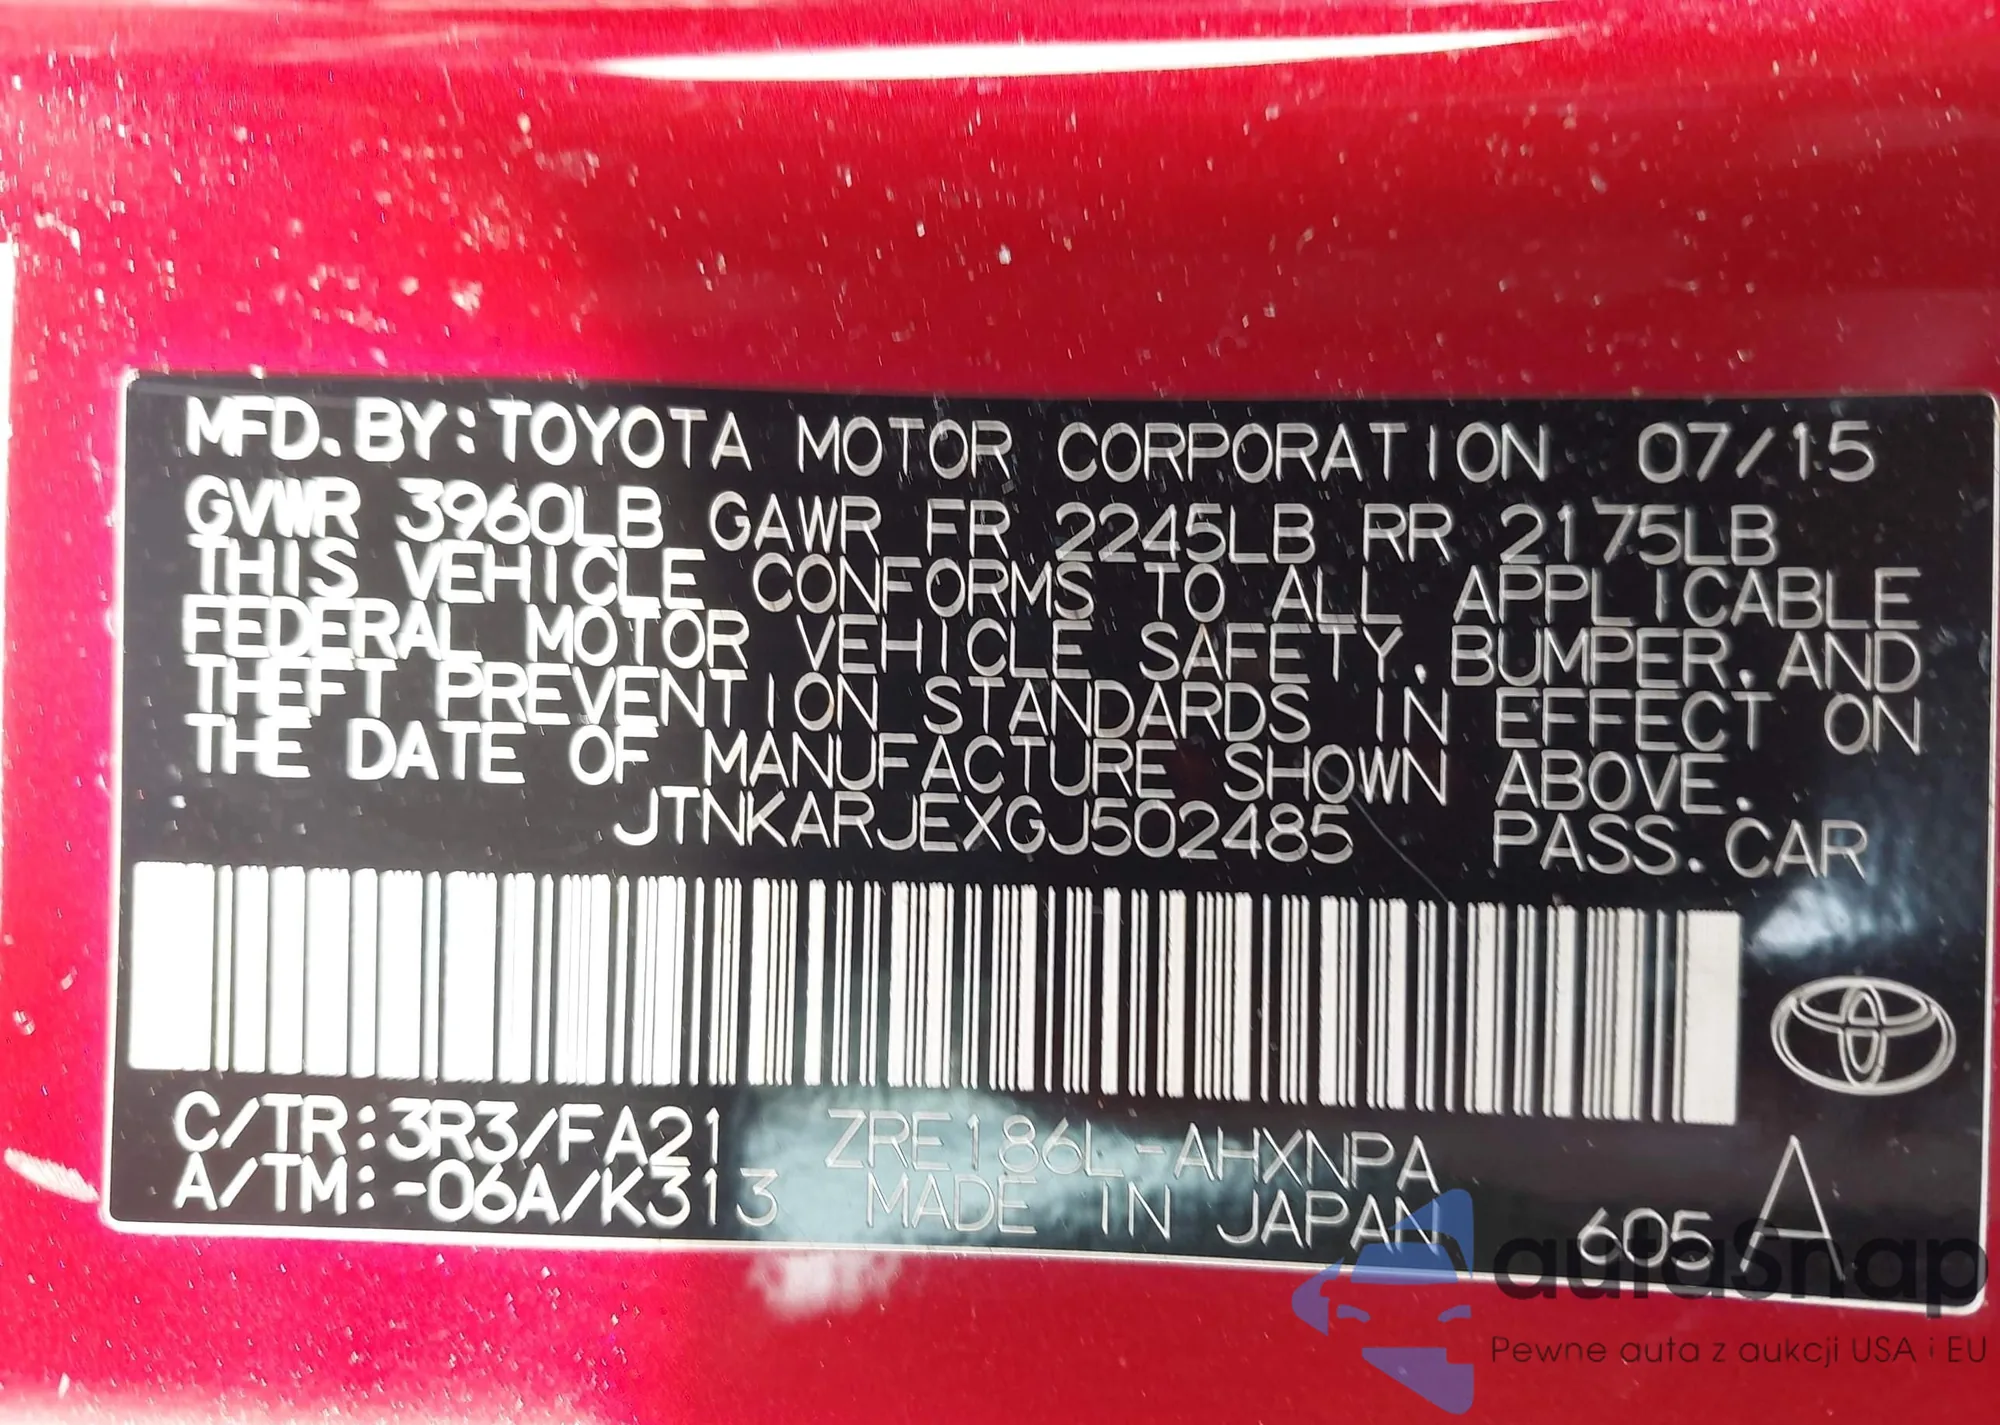 MFD.BY:TOYOTA MOTOR CORPORATION 07/15
GVWR 3960LB GAWR FR 2245LB RR 2175LB
THIS VEHICLE CONFORMS TO ALL APPLICABLE
FEDERAL MOTOR VEHICLE SAFETY, BUMPER, AND
THEFT PREVENTION STANDARDS IN EFFECT ON
THE DATE OF MANUFACTURE SHOWN ABOVE.
JTNKARJEXGJ502485 PASS.CAR
C/TR:3R3/FA21 ZRE186L-AHXNPA
A/TM:-06A/K313 MADE IN JAPAN 605 A
autoSnap
Pewne auta z aukcji USA i EU